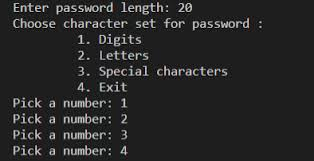 Enter password length: 20
Choose character set for password :
1. Digits
2. Letters
3. Special characters
4. Exit
Pick a number: 1
Pick a number: 2
Pick a number: 3
Pick a number: 4